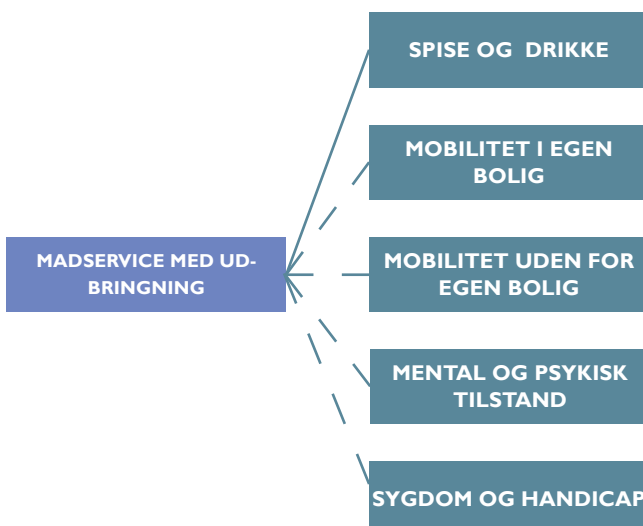 SPISE OG DRIKKE
MOBILITET I EGEN
BOLIG
MADSERVICE MED UD-
BRINGNING
MOBILITET UDEN FOR
EGEN BOLIG
MENTAL OG PSYKISK
TILSTAND
SYGDOM OG HANDICAP